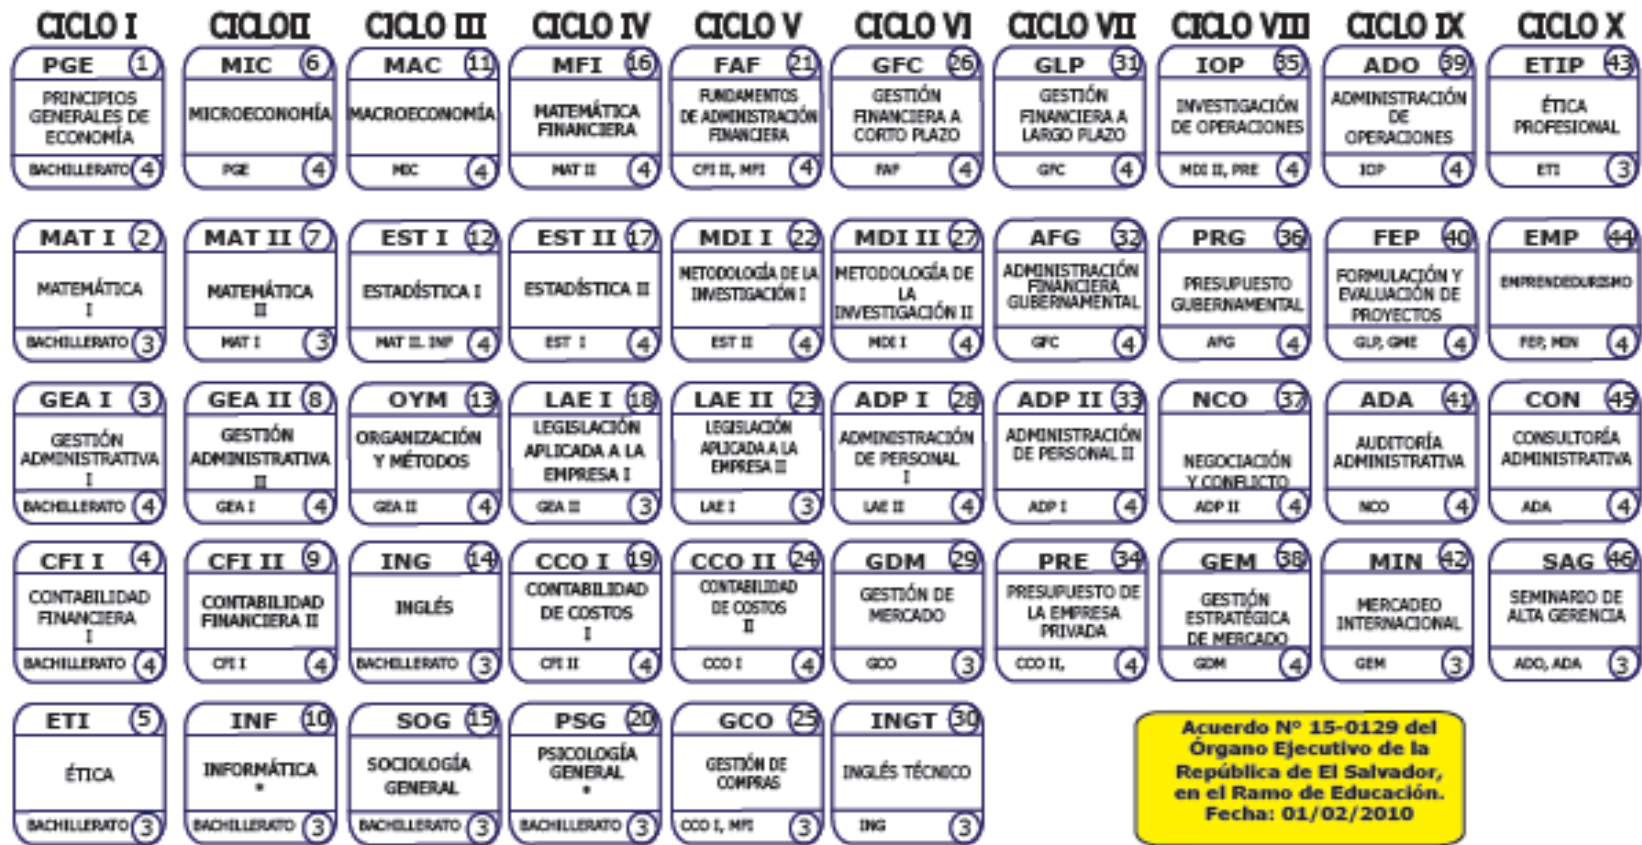 CICLO I CICLO II CICLO III CICLO IV CICLO V CICLO VI CICLO VII CICLO VIII CICLO IX CICLO X
PGE 1
PRINCIPIOS
GENERALES DE
ECONOMÍA
BACHILLERATO 4
MIC 6
MICROECONOMÍA
PGE 4
MAC 11
MACROECONOMÍA
MIC 4
MFI 16
MATEMÁTICA
FINANCIERA
MAT II 4
FAF 21
FUNDAMENTOS
DE ADMINISTRACIÓN
FINANCIERA
CFI II, MFI 4
GFC 26
GESTIÓN
FINANCIERA A
CORTO PLAZO
FAF 4
GLP 31
GESTIÓN
FINANCIERA A
LARGO PLAZO
GFC 4
IOP 35
INVESTIGACIÓN
DE OPERACIONES
MDI II, PRE 4
ADO 39
ADMINISTRACIÓN
DE
OPERACIONES
IOP 4
ETIP 43
ÉTICA
PROFESIONAL
ETI 3
MAT I 2
MATEMÁTICA
I
BACHILLERATO 3
MAT II 7
MATEMÁTICA
II
MAT I 3
EST I 12
ESTADÍSTICA I
MAT II. INF 4
EST II 17
ESTADÍSTICA II
EST I 4
MDI I 22
METODOLOGÍA DE LA
INVESTIGACIÓN I
EST II 4
MDI II 27
METODOLOGÍA DE
LA
INVESTIGACIÓN II
MDI I 4
AFG 32
ADMINISTRACIÓN
FINANCIERA
GUBERNAMENTAL
GFC 4
PRG 36
PRESUPUESTO
GUBERNAMENTAL
AFG 4
FEP 40
FORMULACIÓN Y
EVALUACIÓN DE
PROYECTOS
GLP, GME 4
EMP 44
EMPRENDEDURISMO
FEP, MIN 4
GEA I 3
GESTIÓN
ADMINISTRATIVA
I
BACHILLERATO 4
GEA II 8
GESTIÓN
ADMINISTRATIVA
II
GEA I 4
OYM 13
ORGANIZACIÓN
Y MÉTODOS
GEA II 4
LAE I 18
LEGISLACIÓN
APLICADA A LA
EMPRESA I
GEA II 3
LAE II 23
LEGISLACIÓN
APLICADA A LA
EMPRESA II
LAE I 3
ADP I 28
ADMINISTRACIÓN
DE PERSONAL
I
LAE II 4
ADP II 33
ADMINISTRACIÓN
DE PERSONAL II
ADP I 4
NCO 37
NEGOCIACIÓN
Y CONFLICTO
ADP II 4
ADA 41
AUDITORÍA
ADMINISTRATIVA
NCO 4
CON 45
CONSULTORÍA
ADMINISTRATIVA
ADA 4
CFI I 4
CONTABILIDAD
FINANCIERA
I
BACHILLERATO 4
CFI II 9
CONTABILIDAD
FINANCIERA II
CFI I 4
ING 14
INGLÉS
BACHILLERATO 3
CCO I 19
CONTABILIDAD
DE COSTOS
I
CFI II 4
CCO II 24
CONTABILIDAD
DE COSTOS
II
CCO I 4
GDM 29
GESTIÓN DE
MERCADO
GCO 3
PRE 34
PRESUPUESTO DE
LA EMPRESA
PRIVADA
CCO II, 4
GEM 38
GESTIÓN
ESTRATÉGICA
DE MERCADO
GDM 4
MIN 42
MERCADEO
INTERNACIONAL
GEM 3
SAG 46
SEMINARIO DE
ALTA GERENCIA
ADO, ADA 3
ETI 5
ÉTICA
BACHILLERATO 3
INF 10
INFORMÁTICA
*
BACHILLERATO 3
SOG 15
SOCIOLOGÍA
GENERAL
BACHILLERATO 3
PSG 20
PSICOLOGÍA
GENERAL
*
BACHILLERATO 3
GCO 25
GESTIÓN DE
COMPRAS
CCO I, MFI 3
INGT 30
INGLÉS TÉCNICO
ING 3
Acuerdo Nº 15-0129 del
Órgano Ejecutivo de la
República de El Salvador,
en el Ramo de Educación.
Fecha: 01/02/2010